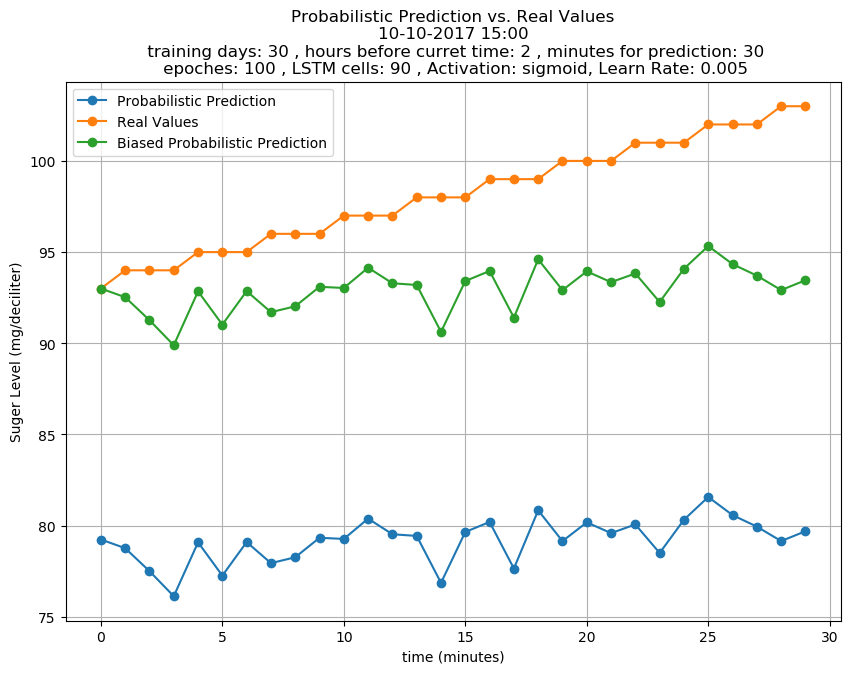 Probabilistic Prediction vs. Real Values
10-10-2017 15:00
training days: 30 , hours before curret time: 2 , minutes for prediction: 30
epoches: 100 , LSTM cells: 90 , Activation: sigmoid, Learn Rate: 0.005
Probabilistic Prediction
Real Values
Biased Probabilistic Prediction
100
95
90
85
80
75
Suger Level (mg/deciliter)
0 5 10 15 20 25 30
time (minutes)